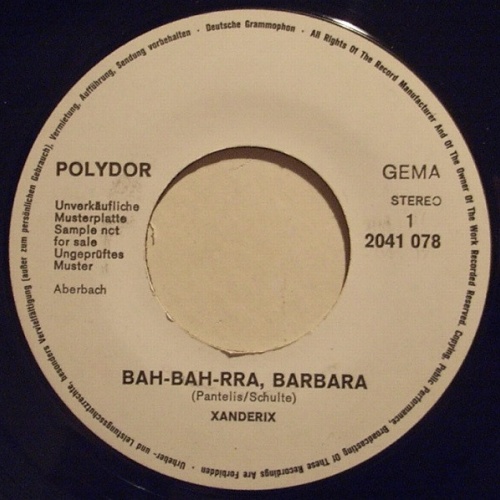 Urheber- und Leistungsschutzrechte, besonders Vervielfältigung (außer zum persönlichen Gebrauch), Vermietung, Aufführung, Sendung vorbehalten · Deutsche Grammophon · All Rights Of The Record Manufacturer And Of The Owner Of The Work Recorded Reserved. Copying, Public Performance, Broadcasting Of These Recordings Are Forbidden ·
POLYDOR
GEMA
Unverkäufliche
Musterplatte
Sample not
for sale
Ungeprüftes
Muster
STEREO
1
2041 078
Aberbach
BAH-BAH-RRA, BARBARA
(Pantelis/Schulte)
XANDERIX